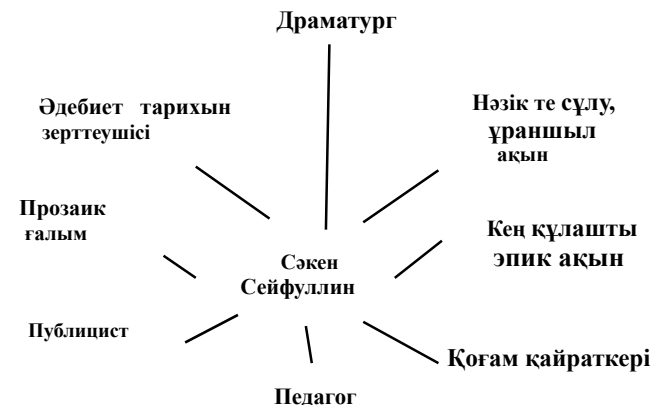 Драматург
Әдебиет тарихын
зерттеушісі
Нәзік те сұлу,
ұраншыл
ақын
Прозаик
ғалым
Кең құлашты
эпик ақын
Сәкен
Сейфуллин
Публицист
Қоғам қайраткері
Педагог